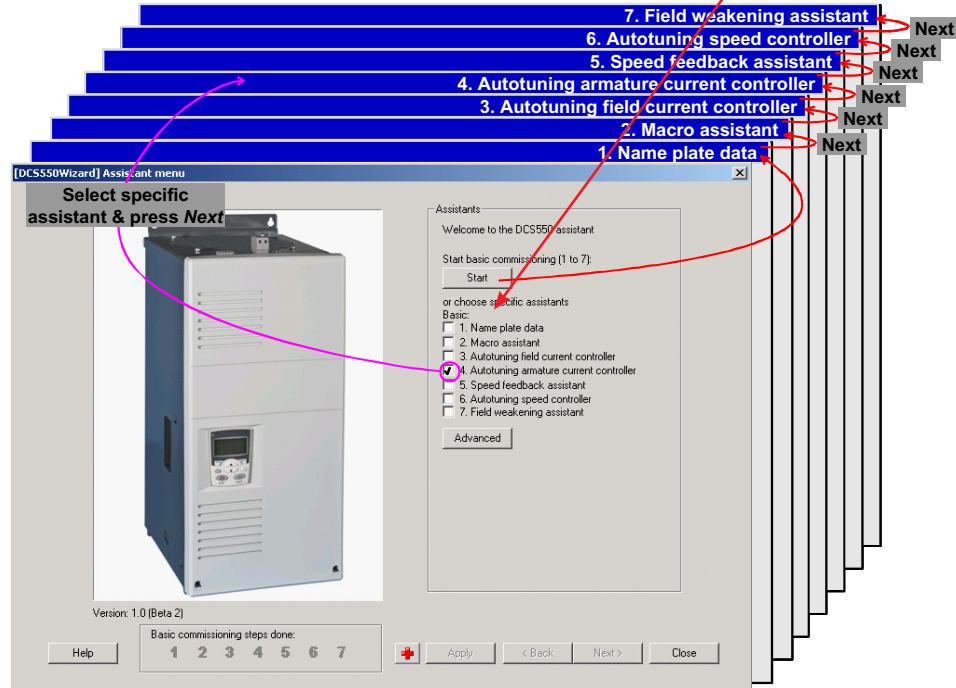 7. Field weakening assistant
Next
6. Autotuning speed controller
Next
5. Speed feedback assistant
Next
4. Autotuning armature current controller
Next
3. Autotuning field current controller
Next
2. Macro assistant
Next
1. Name plate data
[DCS550Wizard] Assistant menu
Select specific
assistant & press Next
Assistants
Welcome to the DCS550 assistant
Start basic commissioning (1 to 7):
Start
or choose specific assistants
Basic:
1. Name plate data
2. Macro assistant
3. Autotuning field current controller
4. Autotuning armature current controller
5. Speed feedback assistant
6. Autotuning speed controller
7. Field weakening assistant
Advanced
Version: 1.0 (Beta 2)
Basic commissioning steps done:
1 2 3 4 5 6 7
Help
Apply
< Back
Next >
Close